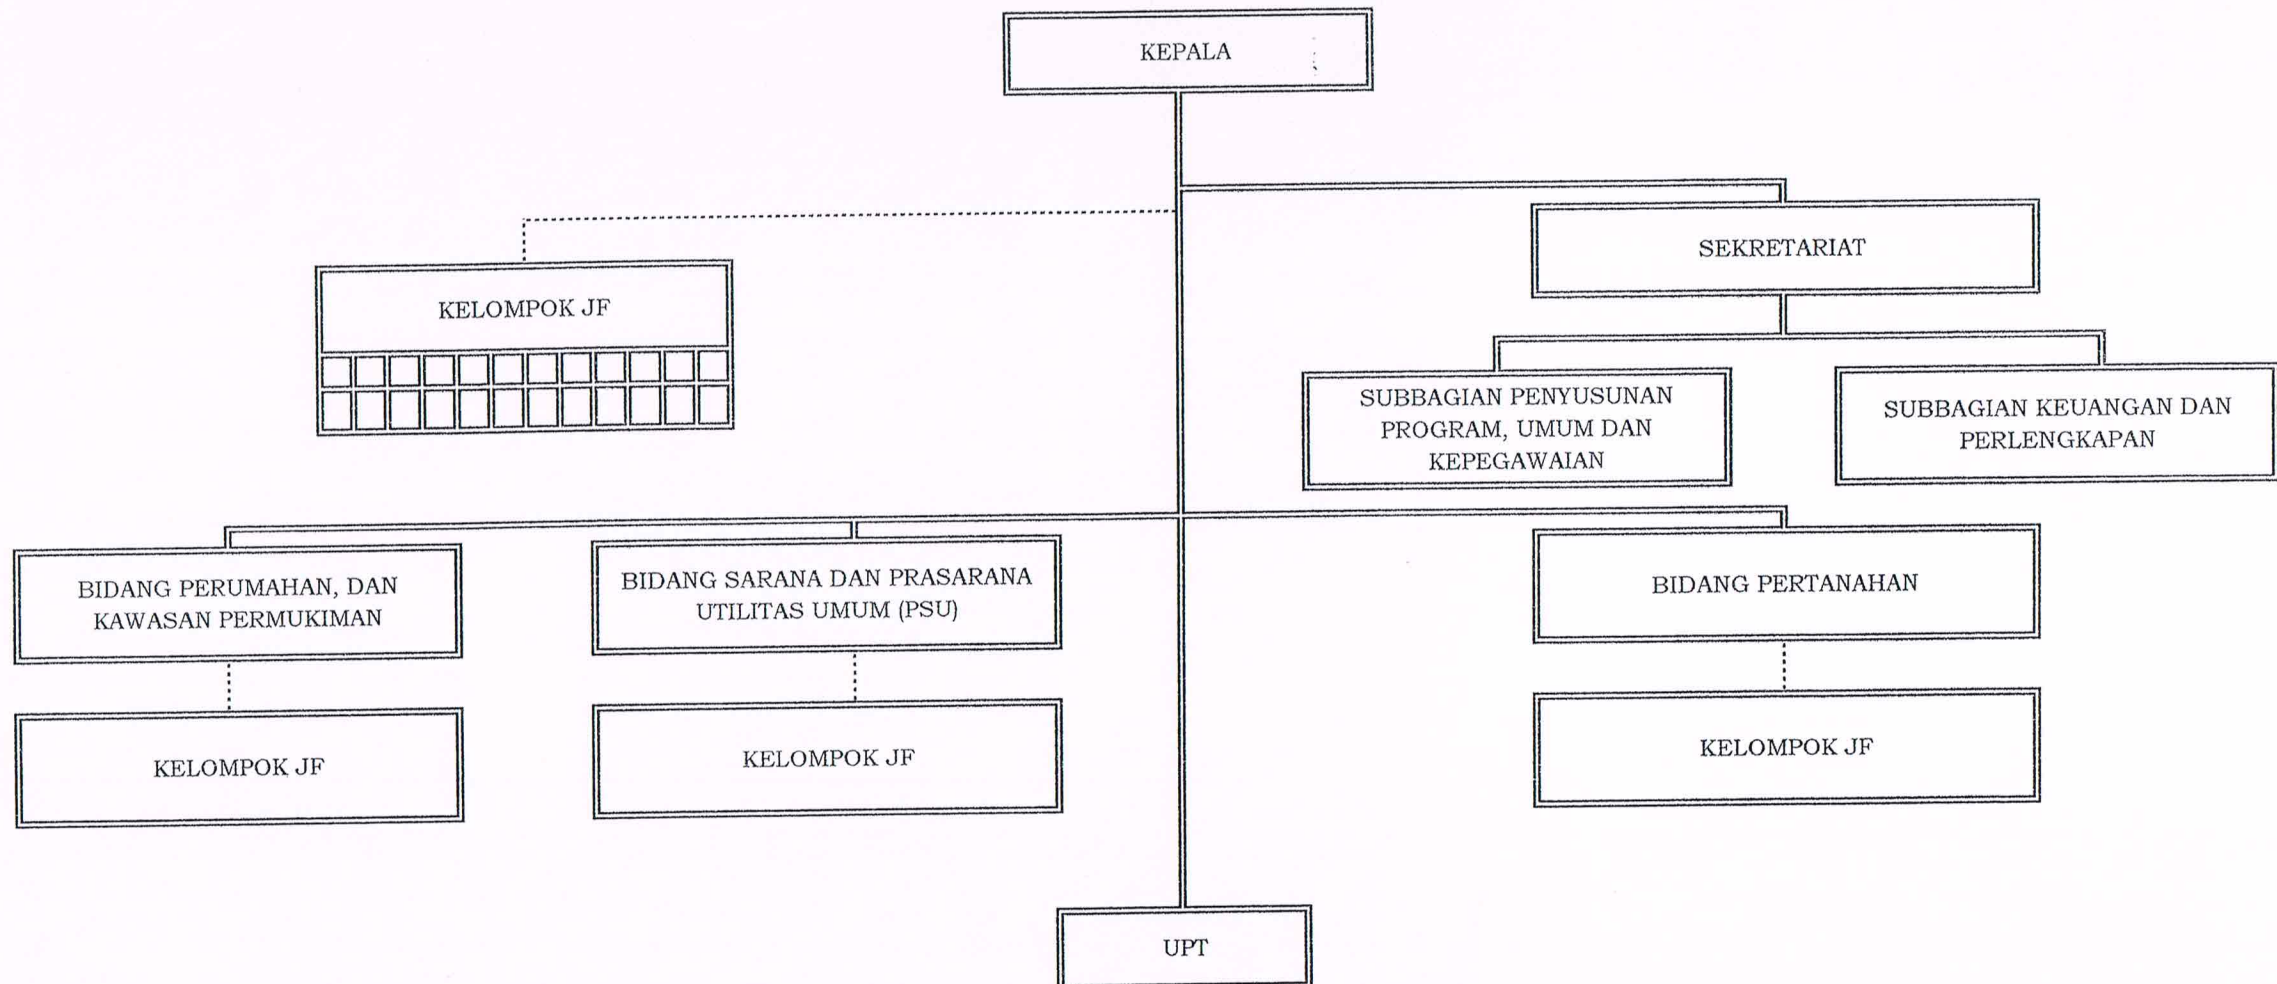 KEPALA
SEKRETARIAT
KELOMPOK JF
SUBBAGIAN PENYUSUNAN
PROGRAM, UMUM DAN
KEPEGAWAIAN
SUBBAGIAN KEUANGAN DAN
PERLENGKAPAN
BIDANG PERUMAHAN, DAN
KAWASAN PERMUKIMAN
BIDANG SARANA DAN PRASARANA
UTILITAS UMUM (PSU)
BIDANG PERTANAHAN
KELOMPOK JF
KELOMPOK JF
KELOMPOK JF
UPT